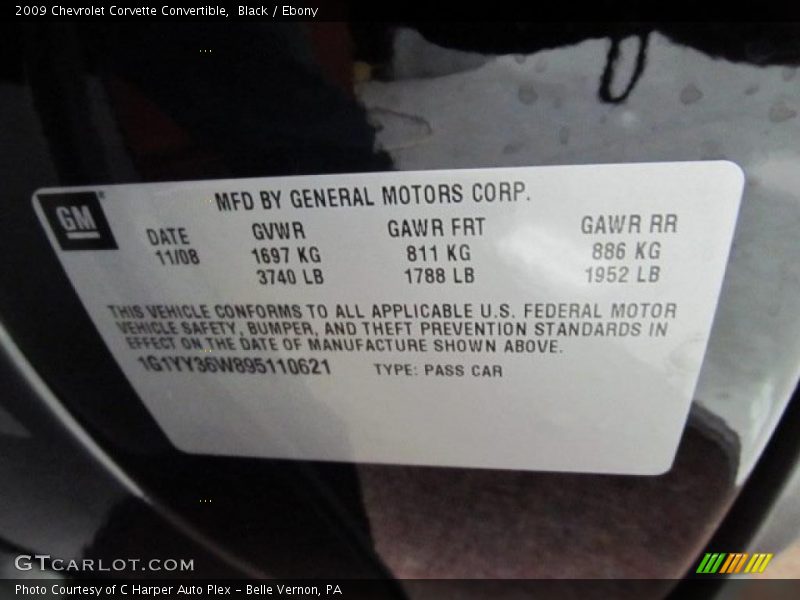 2009 Chevrolet Corvette Convertible, Black / Ebony
MFD BY GENERAL MOTORS CORP.
GM
DATE GVWR GAWR FRT GAWR RR
11/08 1697 KG 811 KG 886 KG
3740 LB 1788 LB 1952 LB
THIS VEHICLE CONFORMS TO ALL APPLICABLE U.S. FEDERAL MOTOR
VEHICLE SAFETY, BUMPER, AND THEFT PREVENTION STANDARDS IN
EFFECT ON THE DATE OF MANUFACTURE SHOWN ABOVE.
1G1YY36W895110621 TYPE: PASS CAR
GTCARLOT.COM
Photo Courtesy of C Harper Auto Plex - Belle Vernon, PA